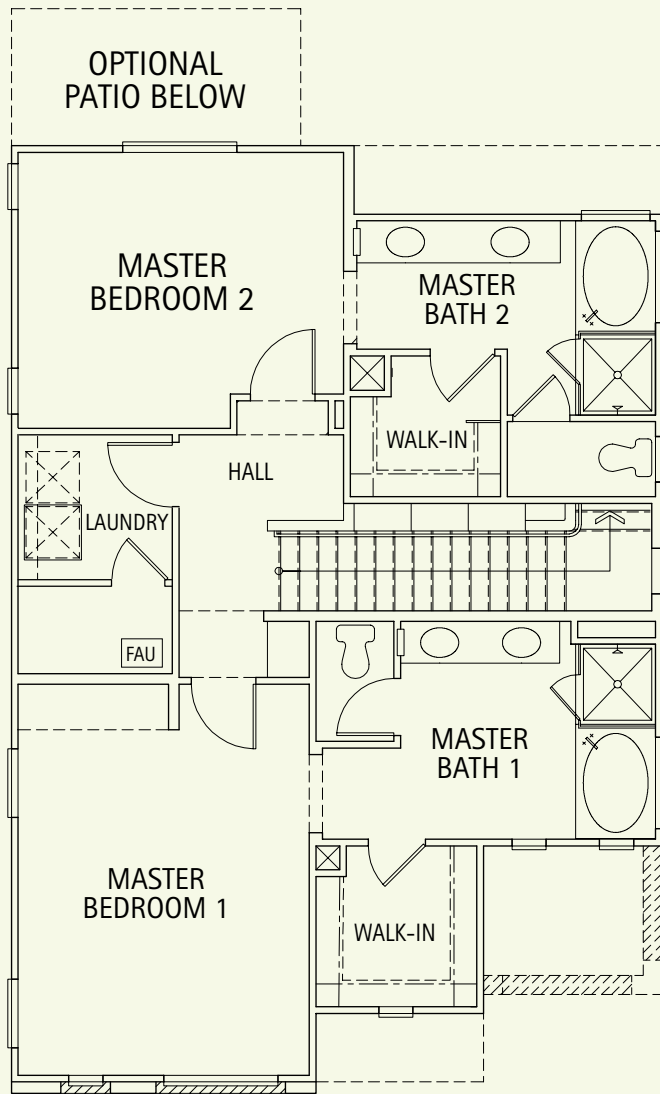 OPTIONAL
PATIO BELOW
MASTER
BEDROOM 2
MASTER
BATH 2
WALK-IN
HALL
LAUNDRY
FAU
MASTER
BATH 1
MASTER
BEDROOM 1
WALK-IN